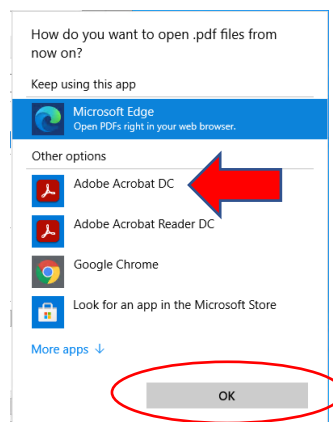 How do you want to open .pdf files from
now on?
Keep using this app
Microsoft Edge
Open PDFs right in your web browser.
Other options
Adobe Acrobat DC
Adobe Acrobat Reader DC
Google Chrome
Look for an app in the Microsoft Store
More apps ↓
OK